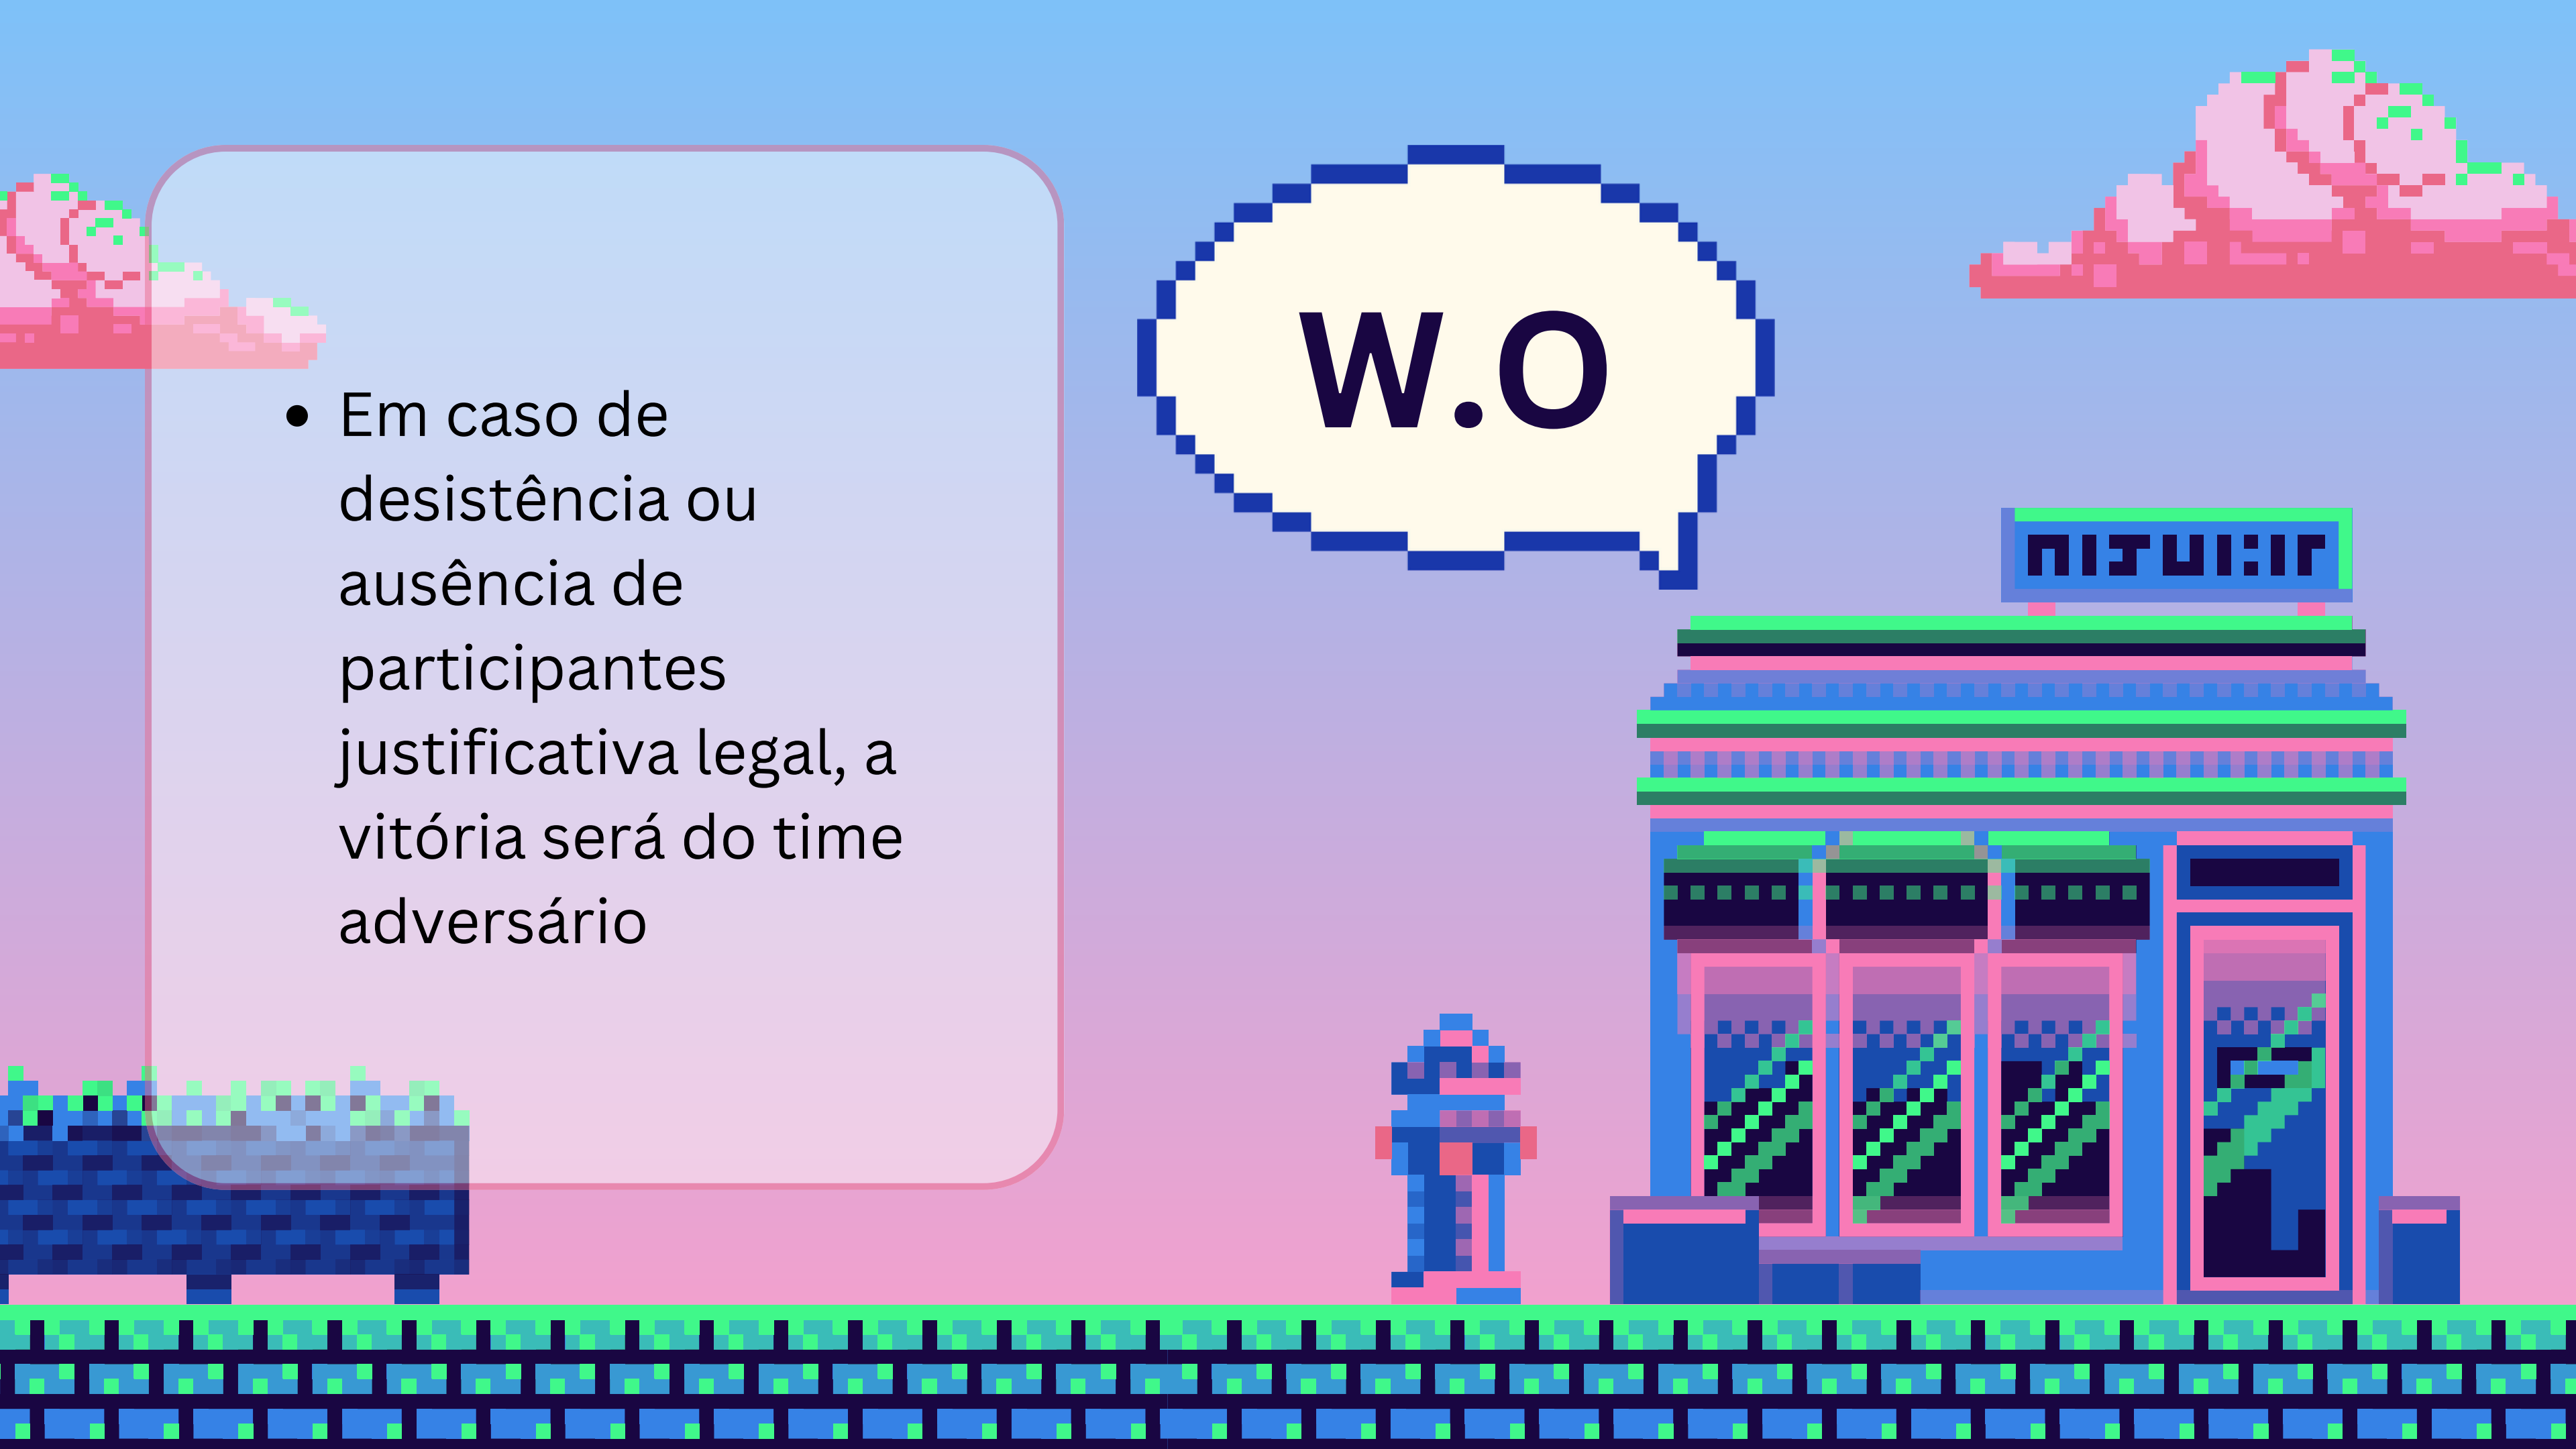 W.O
Em caso de
desistência ou
ausência de
participantes
justificativa legal, a
vitória será do time
adversário